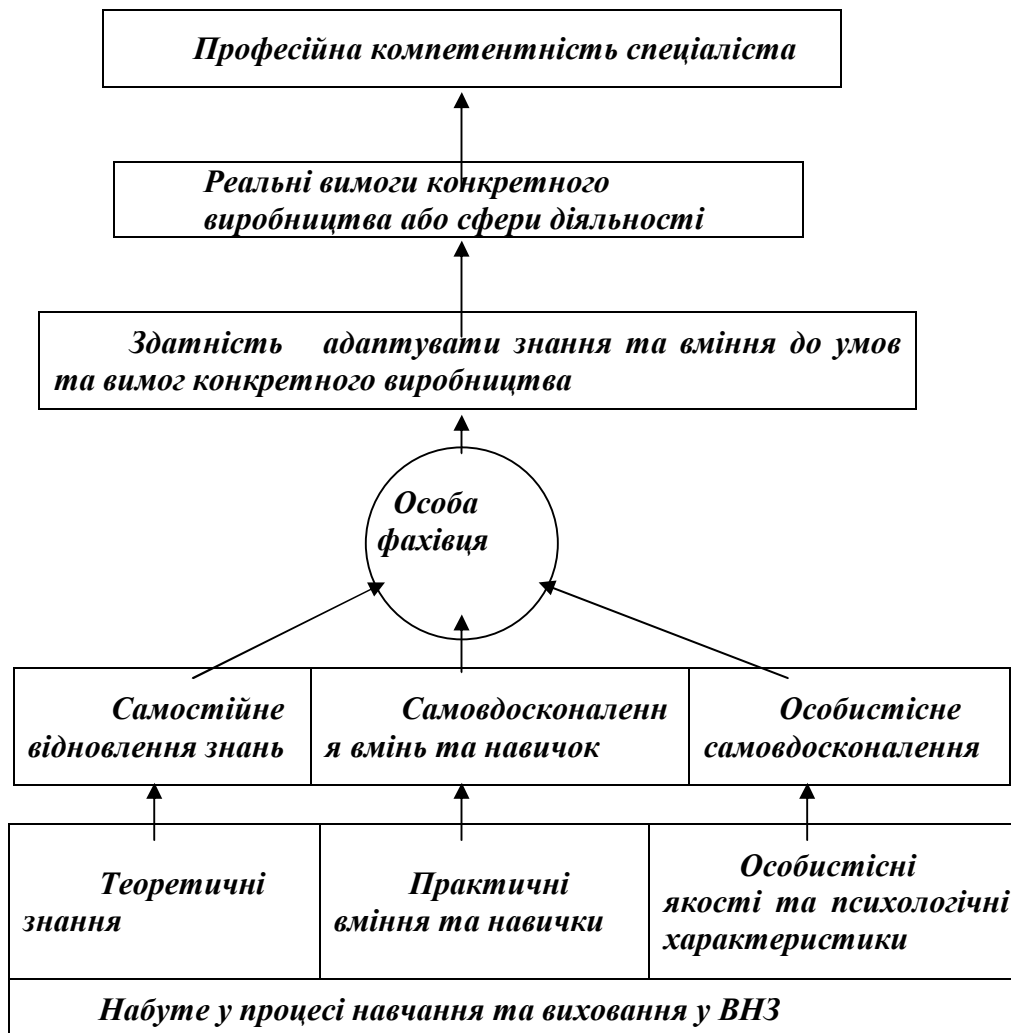 Професійна компетентність спеціаліста
Реальні вимоги конкретного
виробництва або сфери діяльності
Здатність адаптувати знання та вміння до умов
та вимог конкретного виробництва
Особа
фахівця
Самостійне
відновлення знань
Самовдосконаленн
я вмінь та навичок
Особистісне
самовдосконалення
Теоретичні
знання
Практичні
вміння та навички
Особистісні
якості та психологічні
характеристики
Набуте у процесі навчання та виховання у ВНЗ